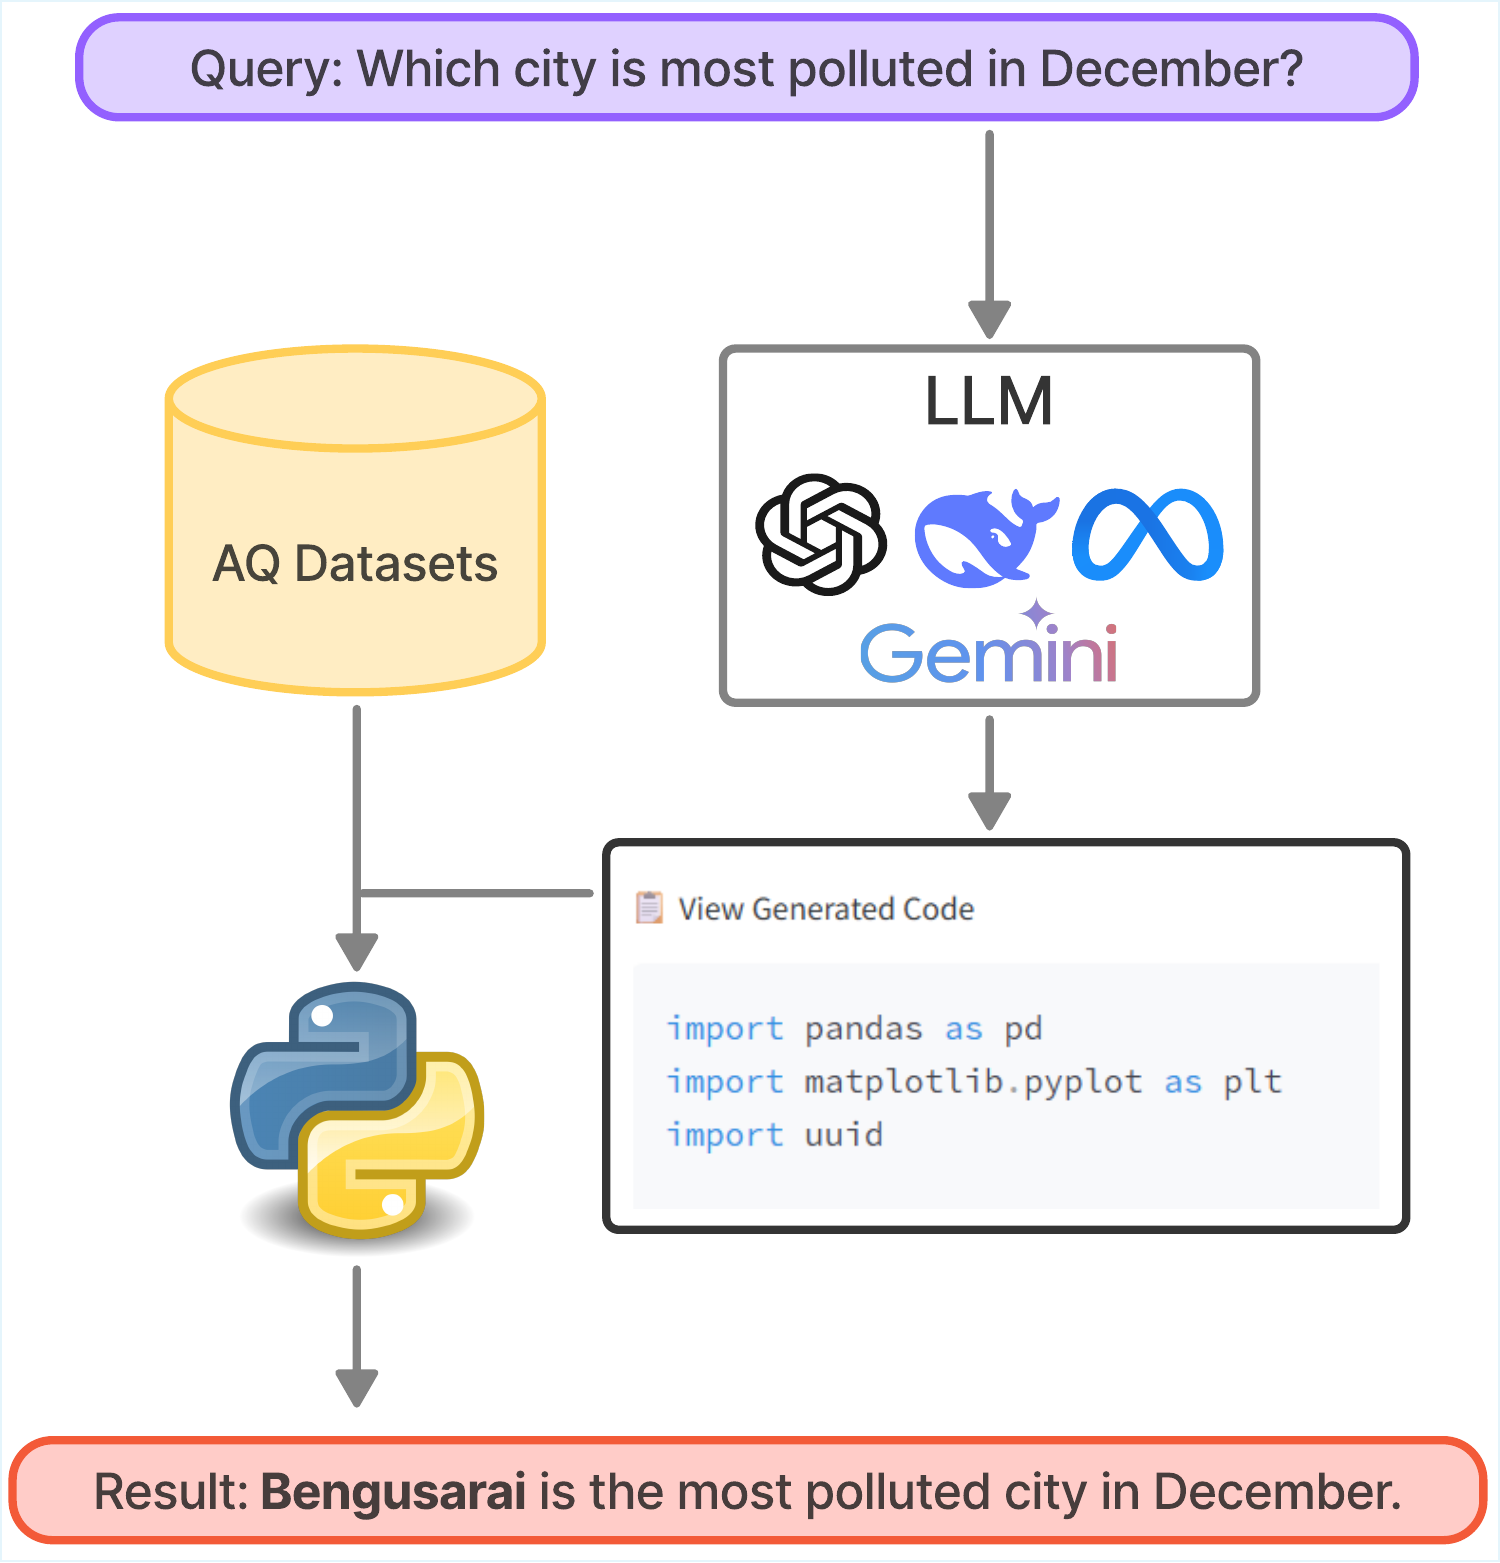 Query: Which city is most polluted in December?
LLM
Gemini
AQ Datasets
View Generated Code
import pandas as pd
import matplotlib.pyplot as plt
import uuid
Result: Bengusarai is the most polluted city in December.